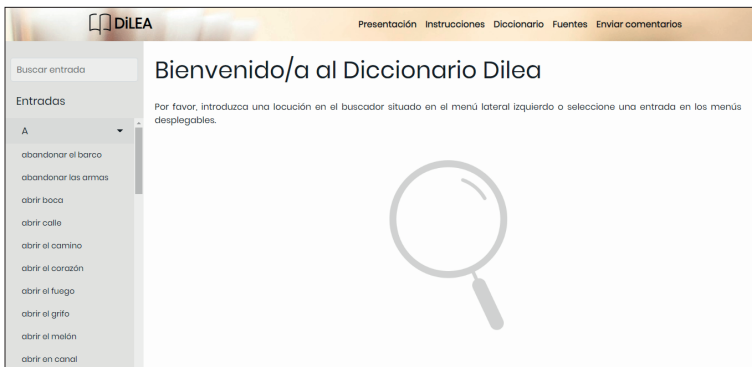 DiLEA
Presentación Instrucciones Diccionario Fuentes Enviar comentarios
Buscar entrada
Entradas
A
abandonar el barco
abandonar las armas
abrir boca
abrir calle
abrir el camino
abrir el corazón
abrir el fuego
abrir el grifo
abrir el melón
abrir en canal
Bienvenido/a al Diccionario Dilea
Por favor, introduzca una locución en el buscador situado en el menú lateral izquierdo o seleccione una entrada en los menús
desplegables.